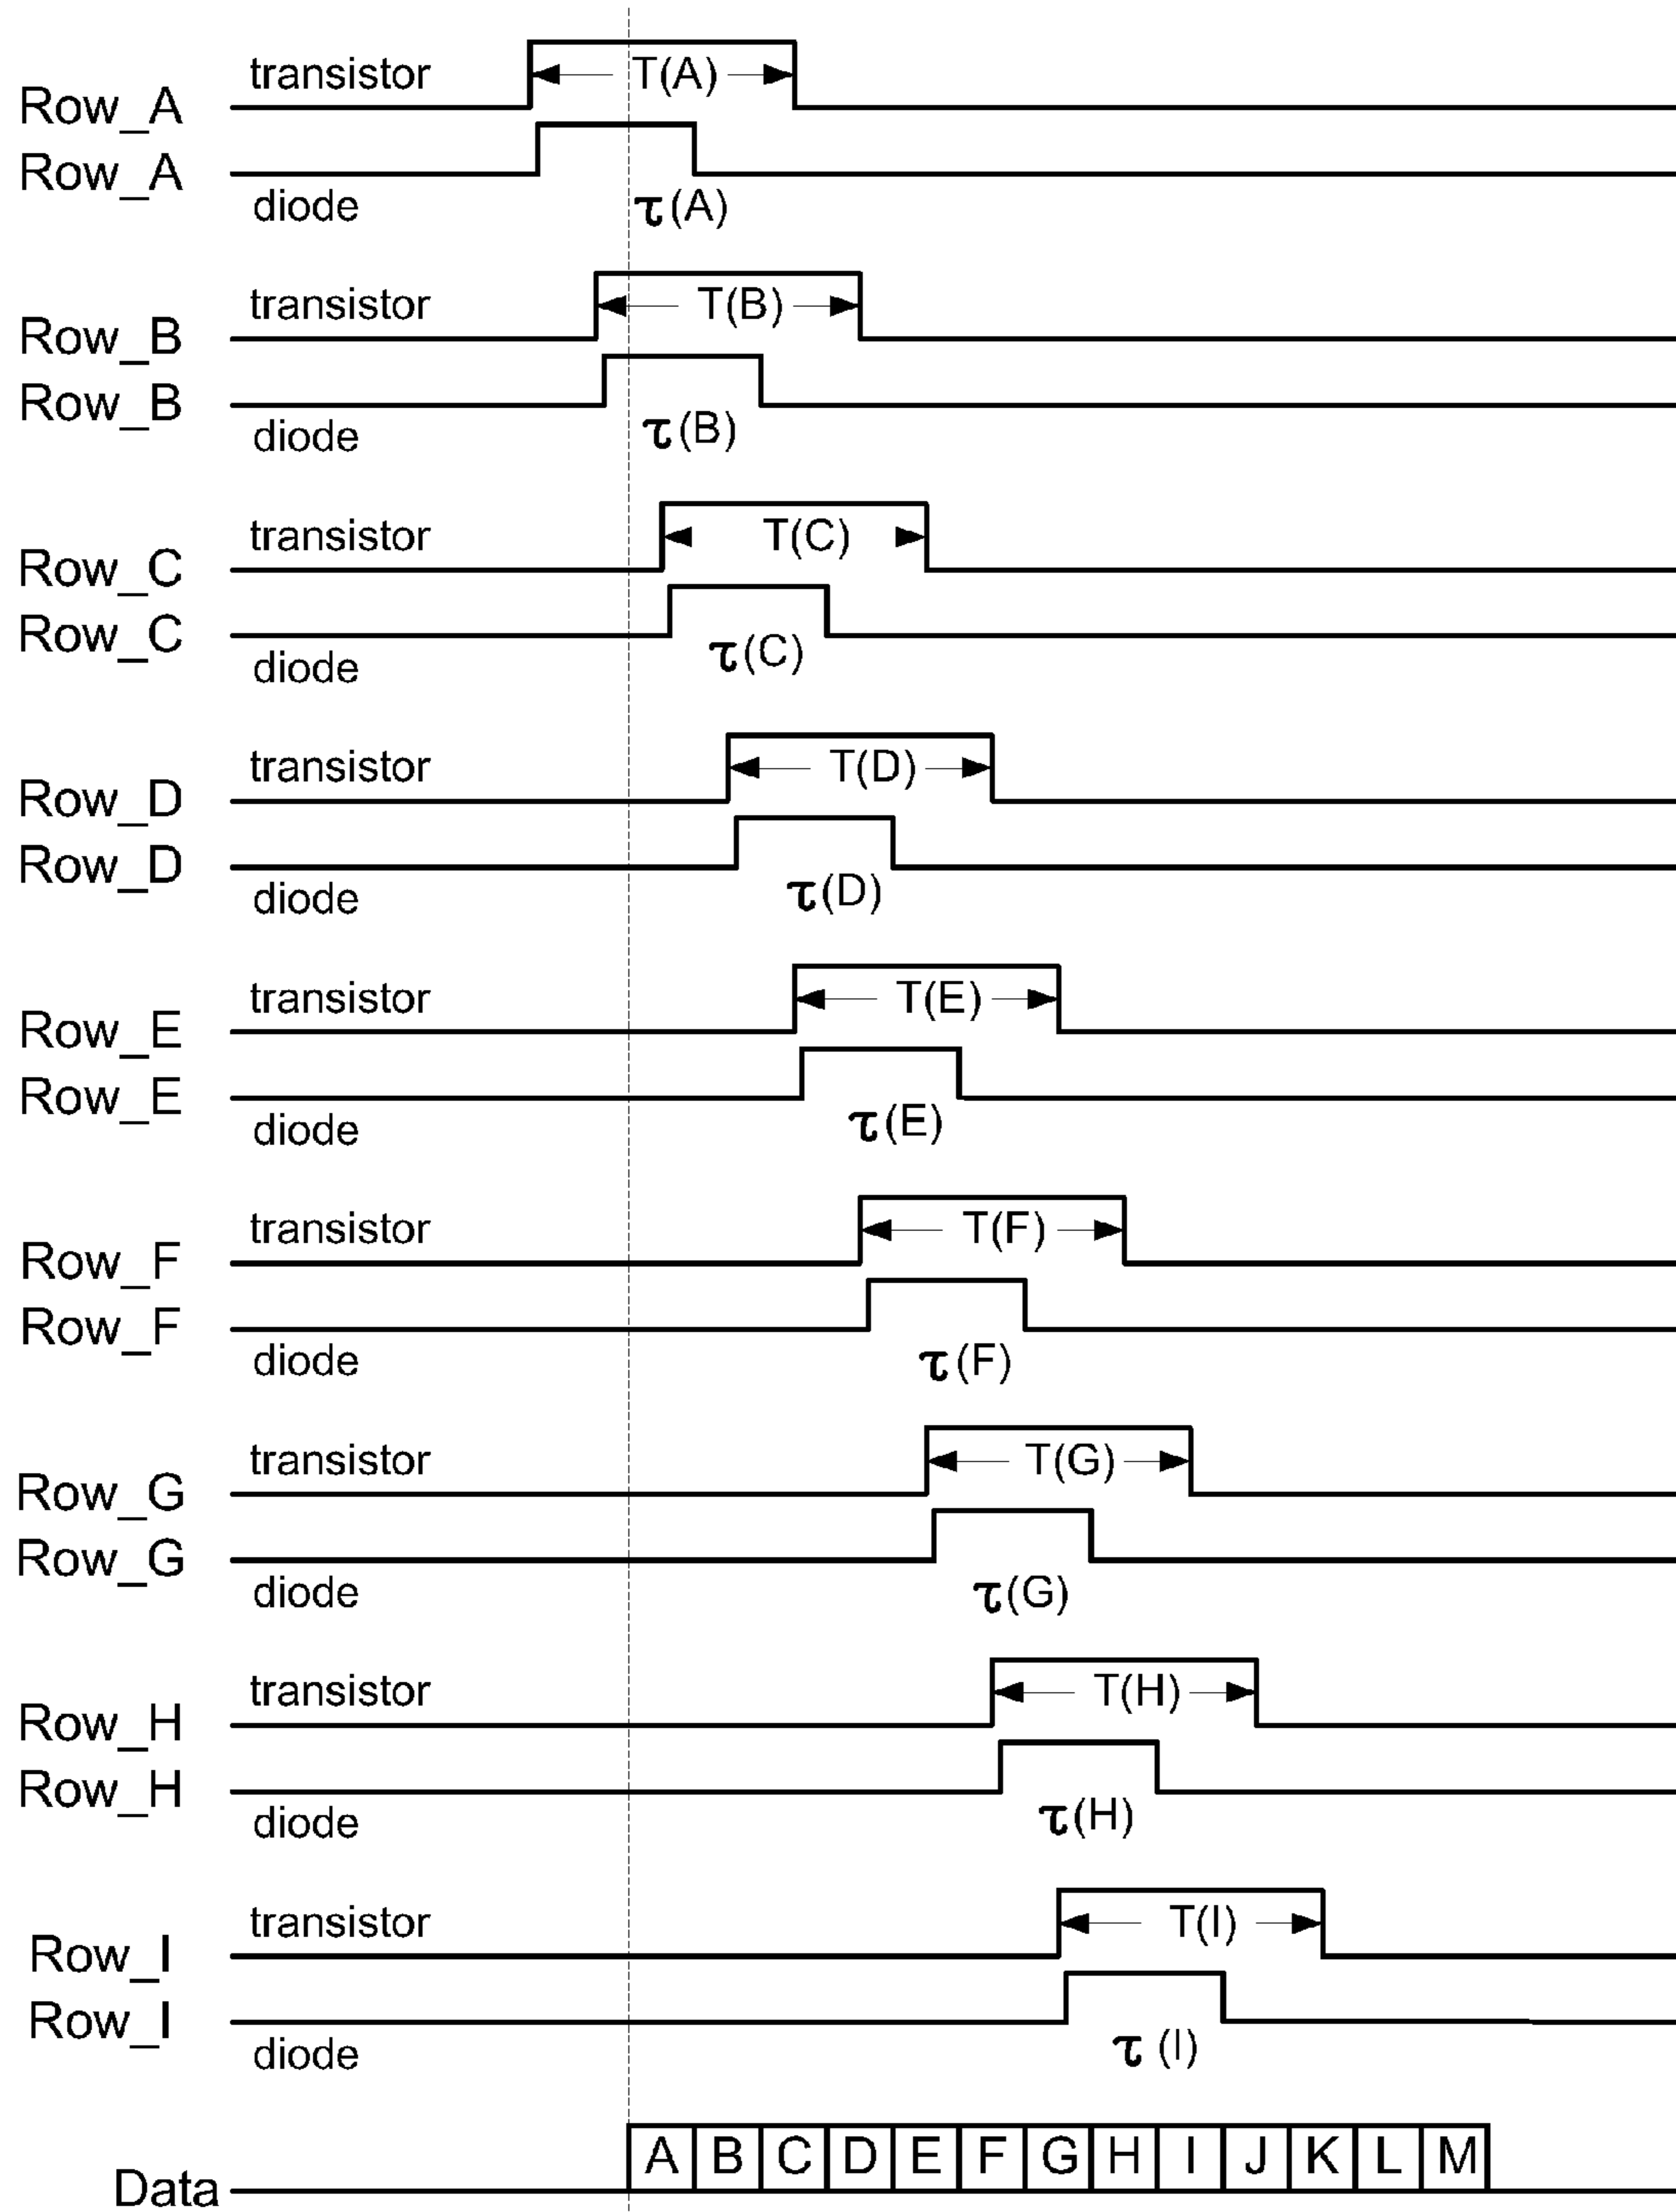 transistor
T(A)
Row_A
Row_A
diode
τ(A)
transistor
T(B)
Row_B
Row_B
diode
τ(B)
transistor
T(C)
Row_C
Row_C
diode
τ(C)
transistor
T(D)
Row_D
Row_D
diode
τ(D)
transistor
T(E)
Row_E
Row_E
diode
τ(E)
transistor
T(F)
Row_F
Row_F
diode
τ(F)
transistor
T(G)
Row_G
Row_G
diode
τ(G)
transistor
T(H)
Row_H
Row_H
diode
τ(H)
transistor
T(I)
Row_I
Row_I
diode
τ (I)
A B C D E F G H I J K L M
Data